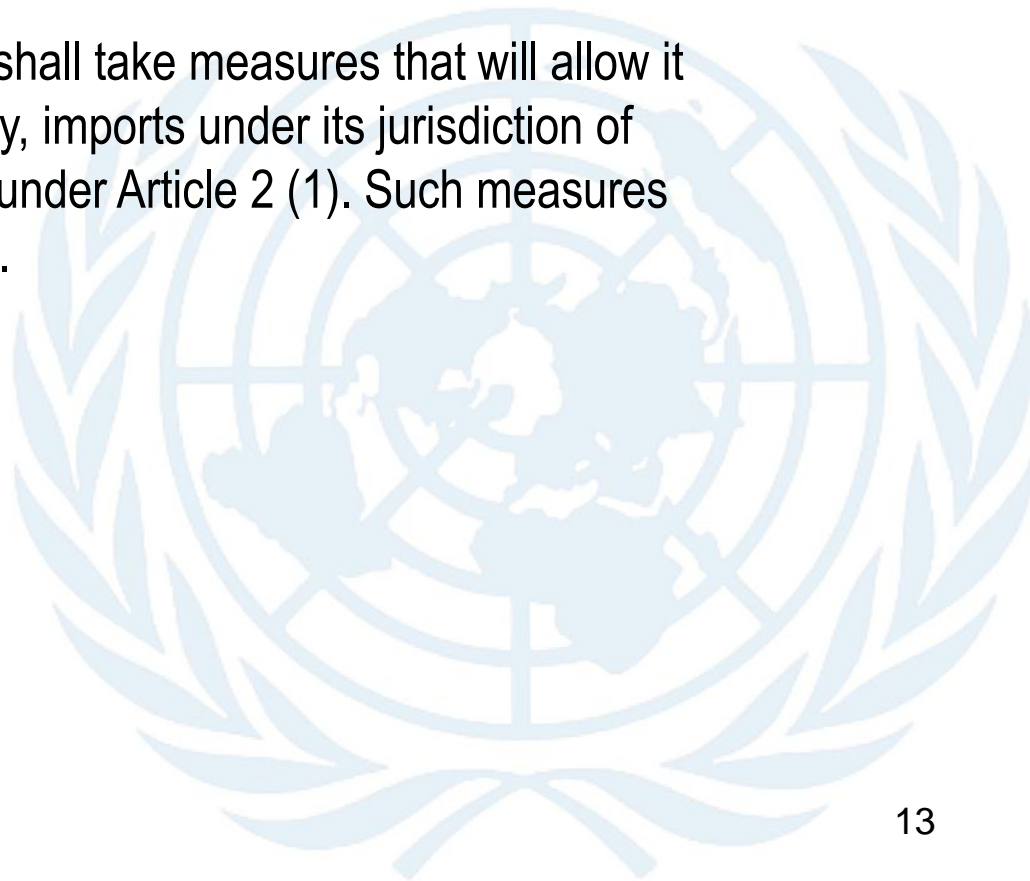 shall take measures that will allow it
y, imports under its jurisdiction of
under Article 2 (1). Such measures
.
13